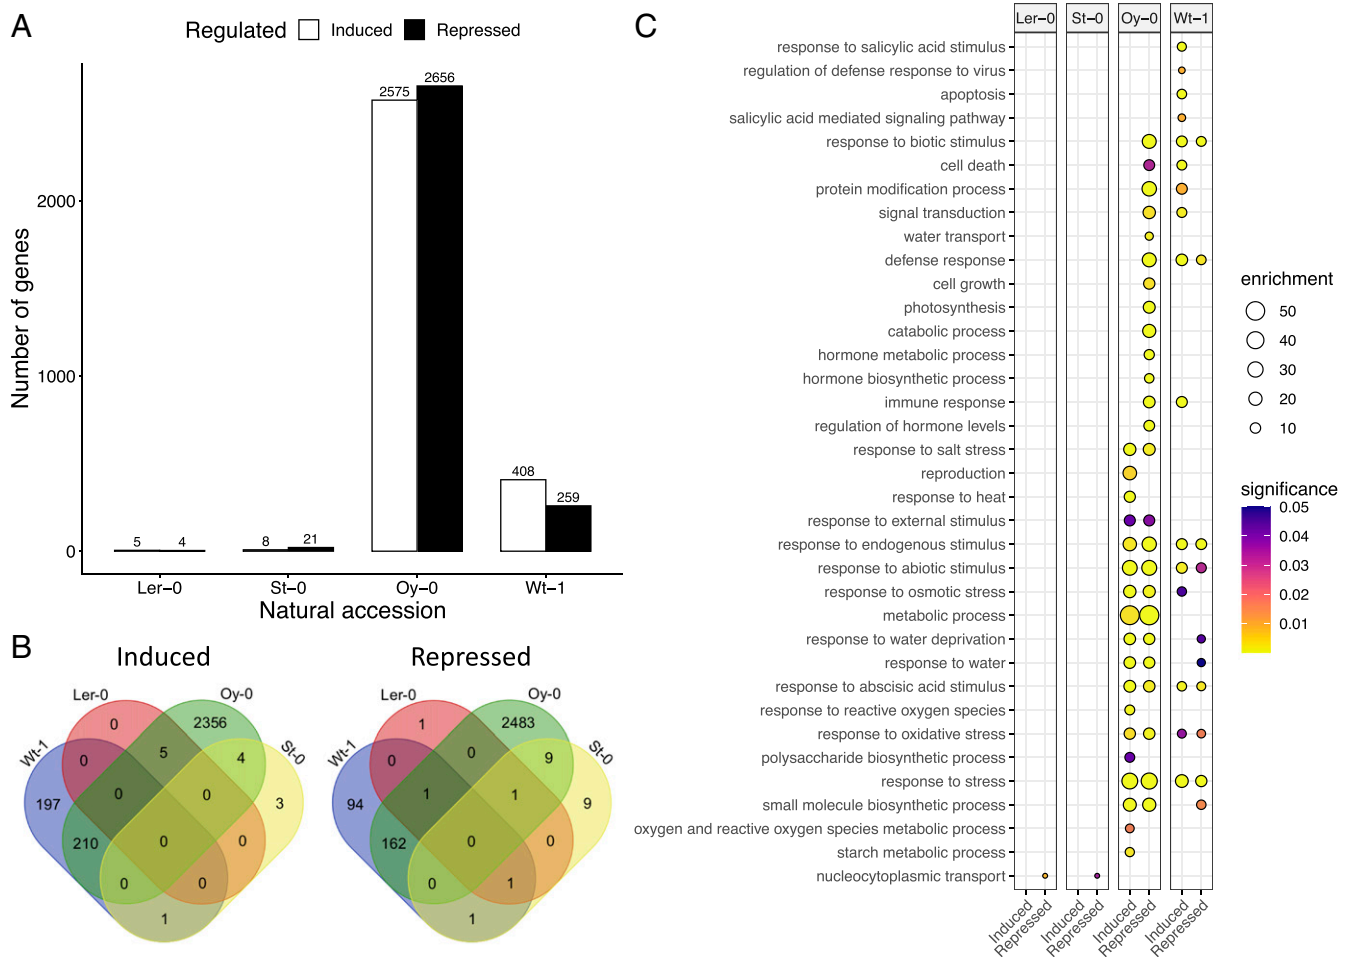 A
Regulated Induced Repressed
Number of genes
2000
1000
0
5
4
8
21
2575
2656
408
259
Ler−0
St−0
Oy−0
Wt−1
Natural accession
B
Induced
Ler-0
Oy-0
Wt-1
St-0
0
2356
0
5
4
197
0
0
3
210
0
0
0
0
1
Repressed
Ler-0
Oy-0
Wt-1
St-0
1
2483
0
0
9
94
1
1
9
162
0
0
0
1
1
C
Ler−0
St−0
Oy−0
Wt−1
response to salicylic acid stimulus
regulation of defense response to virus
apoptosis
salicylic acid mediated signaling pathway
response to biotic stimulus
cell death
protein modification process
signal transduction
water transport
defense response
cell growth
photosynthesis
catabolic process
hormone metabolic process
hormone biosynthetic process
immune response
regulation of hormone levels
response to salt stress
reproduction
response to heat
response to external stimulus
response to endogenous stimulus
response to abiotic stimulus
response to osmotic stress
metabolic process
response to water deprivation
response to water
response to abscisic acid stimulus
response to reactive oxygen species
response to oxidative stress
polysaccharide biosynthetic process
response to stress
small molecule biosynthetic process
oxygen and reactive oxygen species metabolic process
starch metabolic process
nucleocytoplasmic transport
Induced
Repressed
Induced
Repressed
Induced
Repressed
Induced
Repressed
enrichment
50
40
30
20
10
significance
0.05
0.04
0.03
0.02
0.01